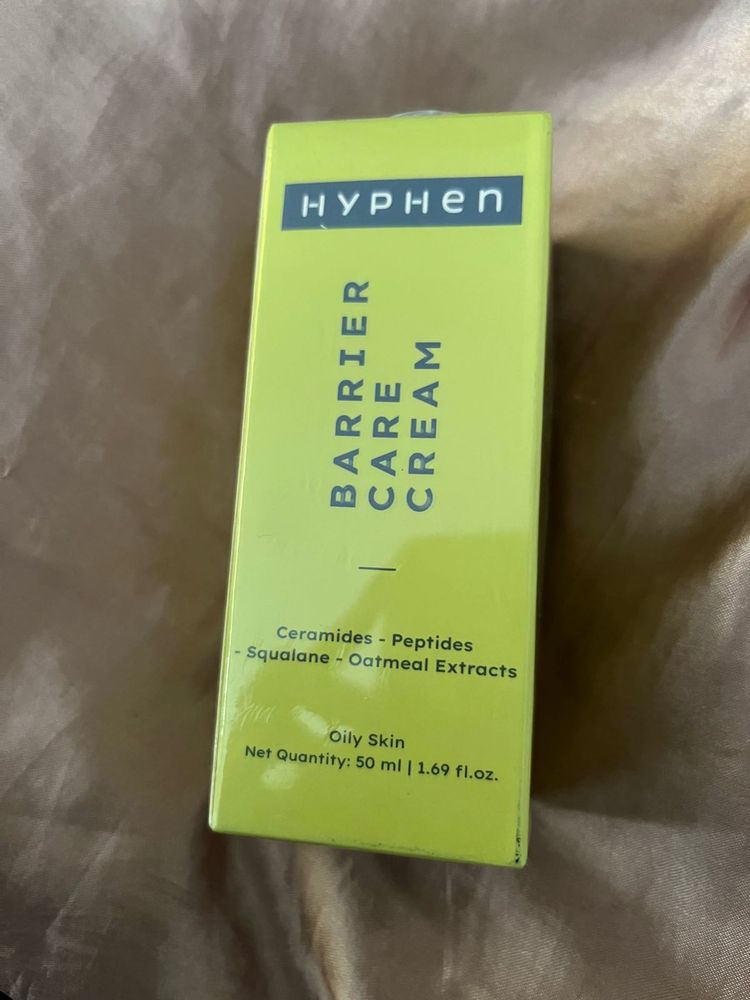 HYPHen
BARRIER
CARE
CREAM
Ceramides - Peptides
- Squalane - Oatmeal Extracts
Oily Skin
Net Quantity: 50 ml | 1.69 fl.oz.